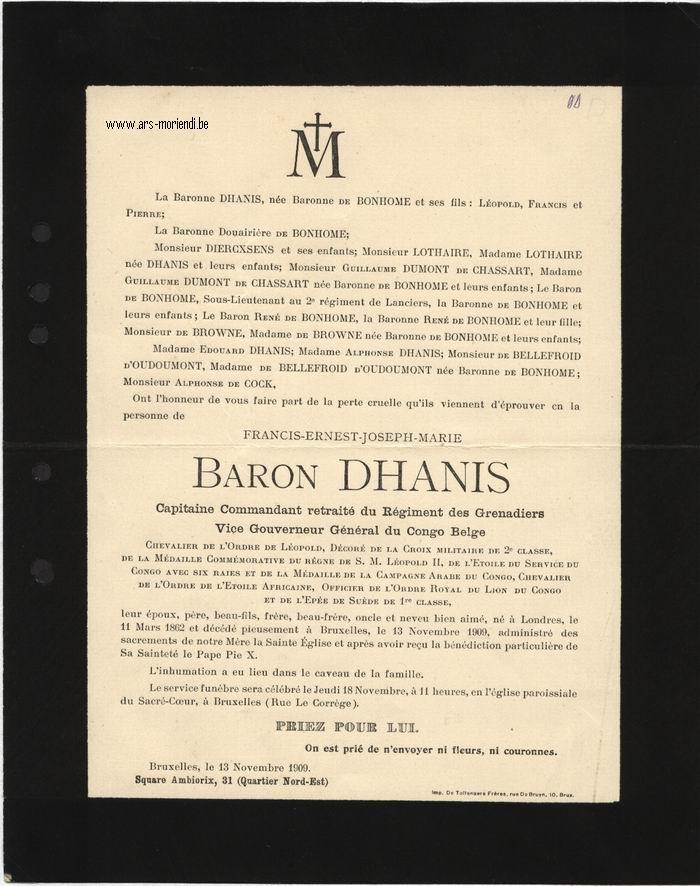 www.ars-moriendi.be
M
La Baronne DHANIS, née Baronne DE BONHOME et ses fils : LÉOPOLD, FRANCIS et
PIERRE;
La Baronne Douairière DE BONHOME;
Monsieur DIERCXSENS et ses enfants; Monsieur LOTHAIRE, Madame LOTHAIRE
née DHANIS et leurs enfants; Monsieur GUILLAUME DUMONT DE CHASSART, Madame
GUILLAUME DUMONT DE CHASSART née Baronne DE BONHOME et leurs enfants; Le Baron
DE BONHOME, Sous-Lieutenant au 2e régiment de Lanciers, la Baronne DE BONHOME et
leurs enfants; Le Baron RENÉ DE BONHOME, la Baronne RENÉ DE BONHOME et leur fille;
Monsieur DE BROWNE, Madame DE BROWNE née Baronne DE BONHOME et leurs enfants;
Madame EDOUARD DHANIS; Madame ALPHONSE DHANIS; Monsieur DE BELLEFROID
D'OUDOUMONT, Madame DE BELLEFROID D'OUDOUMONT née Baronne DE BONHOME;
Monsieur ALPHONSE DE COCK,
Ont l'honneur de vous faire part de la perte cruelle qu'ils viennent d'éprouver en la
personne de
FRANCIS-ERNEST-JOSEPH-MARIE
BARON DHANIS
Capitaine Commandant retraité du Régiment des Grenadiers
Vice Gouverneur Général du Congo Belge
CHEVALIER DE L'ORDRE DE LÉOPOLD, DÉCORÉ DE LA CROIX MILITAIRE DE 2e CLASSE,
DE LA MÉDAILLE COMMÉMORATIVE DU RÈGNE DE S. M. LÉOPOLD II, DE L'ETOILE DU SERVICE DU
CONGO AVEC SIX RAIES ET DE LA MÉDAILLE DE LA CAMPAGNE ARABE DU CONGO, CHEVALIER
DE L'ORDRE DE L'ETOILE AFRICAINE, OFFICIER DE L'ORDRE ROYAL DU LION DU CONGO
ET DE L'EPÉE DE SUÈDE DE 1re CLASSE,
leur époux, père, beau-fils, frère, beau-frère, oncle et neveu bien aimé, né à Londres, le
11 Mars 1862 et décédé pieusement à Bruxelles, le 13 Novembre 1909, administré des
sacrements de notre Mère la Sainte Église et après avoir reçu la bénédiction particulière de
Sa Sainteté le Pape Pie X.
L'inhumation a eu lieu dans le caveau de la famille.
Le service funèbre sera célébré le Jeudi 18 Novembre, à 11 heures, en l'église paroissiale
du Sacré-Cœur, à Bruxelles (Rue Le Corrège).
PRIEZ POUR LUI.
On est prié de n'envoyer ni fleurs, ni couronnes.
Bruxelles, le 13 Novembre 1909.
Square Ambiorix, 31 (Quartier Nord-Est)
Imp. De Tollenaere Frères, rue De Bruyn, 10, Brux.